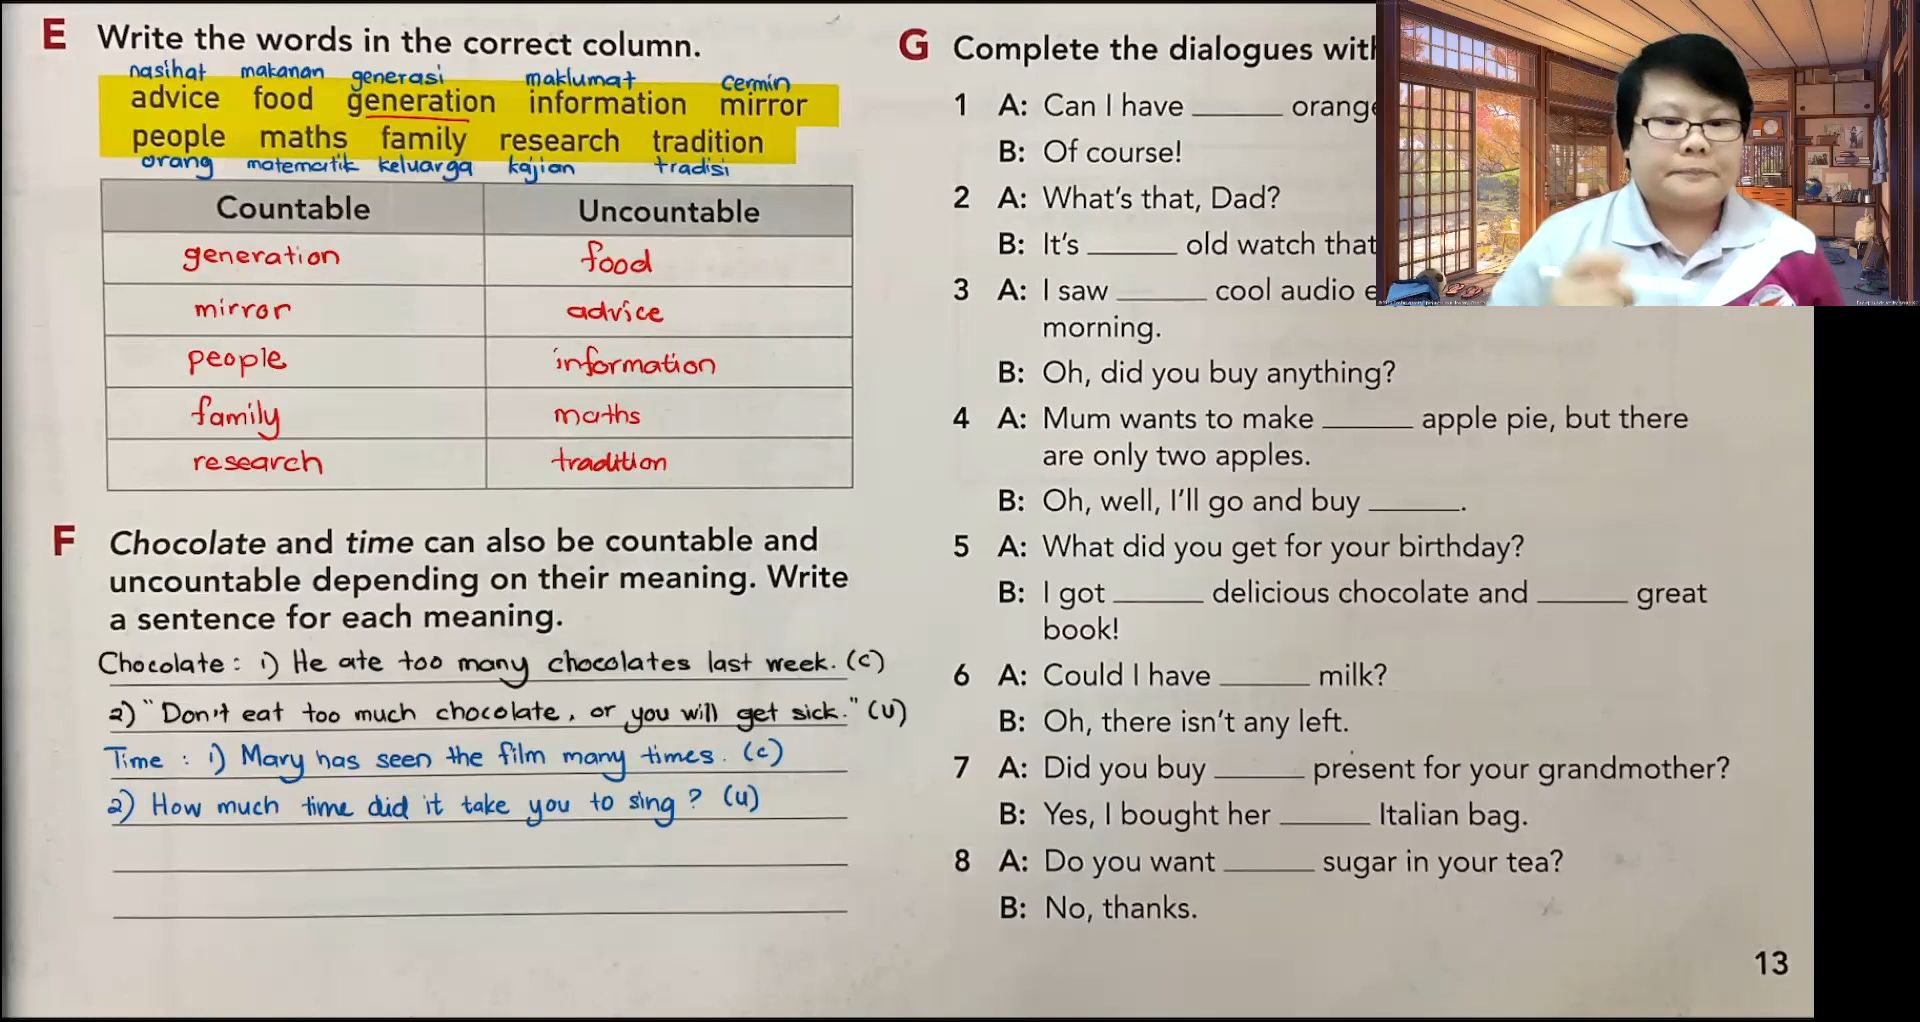 E Write the words in the correct column.
nasihat makanan generasi maklumat cermin
advice food generation information mirror
people maths family research tradition
orang matematik keluarga kajian tradisi
Countable Uncountable
generation food
mirror advice
people information
family maths
research tradition
F Chocolate and time can also be countable and
uncountable depending on their meaning. Write
a sentence for each meaning.
Chocolate : 1) He ate too many chocolates last week. (c)
2) "Don't eat too much chocolate, or you will get sick." (U)
Time : 1) Mary has seen the film many times. (c)
2) How much time did it take you to sing ? (U)
G Complete the dialogues with
1 A: Can I have ______ orange
B: Of course!
2 A: What's that, Dad?
B: It's ______ old watch that
3 A: I saw ______ cool audio
morning.
B: Oh, did you buy anything?
4 A: Mum wants to make ______ apple pie, but there
are only two apples.
B: Oh, well, I'll go and buy ______.
5 A: What did you get for your birthday?
B: I got ______ delicious chocolate and ______ great
book!
6 A: Could I have ______ milk?
B: Oh, there isn't any left.
7 A: Did you buy ______ present for your grandmother?
B: Yes, I bought her ______ Italian bag.
8 A: Do you want ______ sugar in your tea?
B: No, thanks.
13